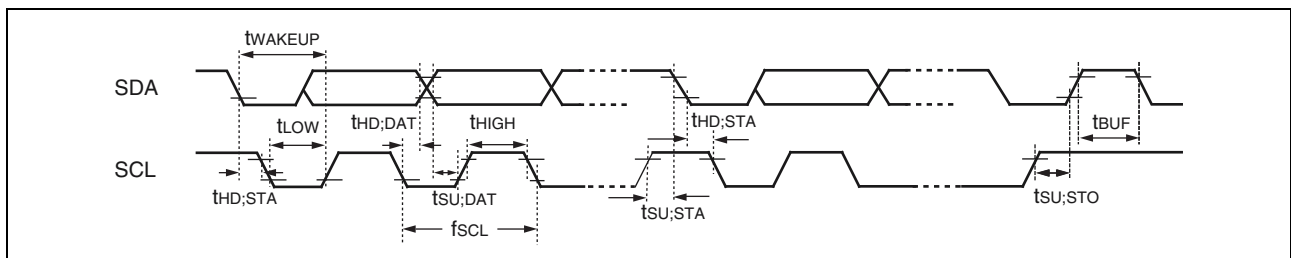 tWAKEUP
SDA
tLOW
tHD;DAT
tHIGH
tHD;STA
tBUF
SCL
tHD;STA
tSU;DAT
tSU;STA
tSU;STO
fSCL